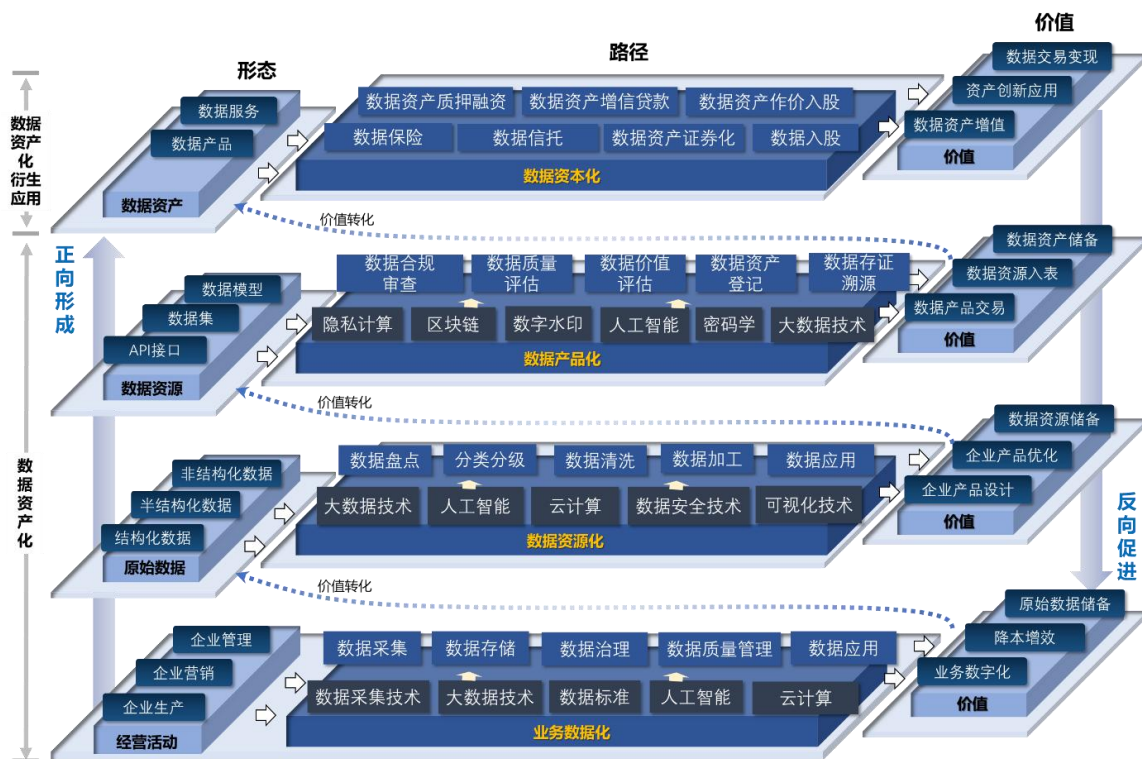 形态
路径
价值
数据
资产
化
衍生
应用
数据服务
数据产品
数据资产
数据资产质押融资
数据资产增信贷款
数据资产作价入股
数据保险
数据信托
数据资产证券化
数据入股
数据资本化
数据交易变现
资产创新应用
数据资产增值
价值
价值转化
正向形成
数据资产化
数据模型
数据集
API接口
数据资源
数据合规
审查
数据质量
评估
数据价值
评估
数据资产
登记
数据存证
溯源
隐私计算
区块链
数字水印
人工智能
密码学
大数据技术
数据产品化
数据资产储备
数据资源入表
数据产品交易
价值
价值转化
非结构化数据
半结构化数据
结构化数据
原始数据
数据盘点
分类分级
数据清洗
数据加工
数据应用
大数据技术
人工智能
云计算
数据安全技术
可视化技术
数据资源化
数据资源储备
企业产品优化
企业产品设计
价值
反向促进
价值转化
企业管理
企业营销
企业生产
经营活动
数据采集
数据存储
数据治理
数据质量管理
数据应用
数据采集技术
大数据技术
数据标准
人工智能
云计算
业务数据化
原始数据储备
降本增效
业务数字化
价值